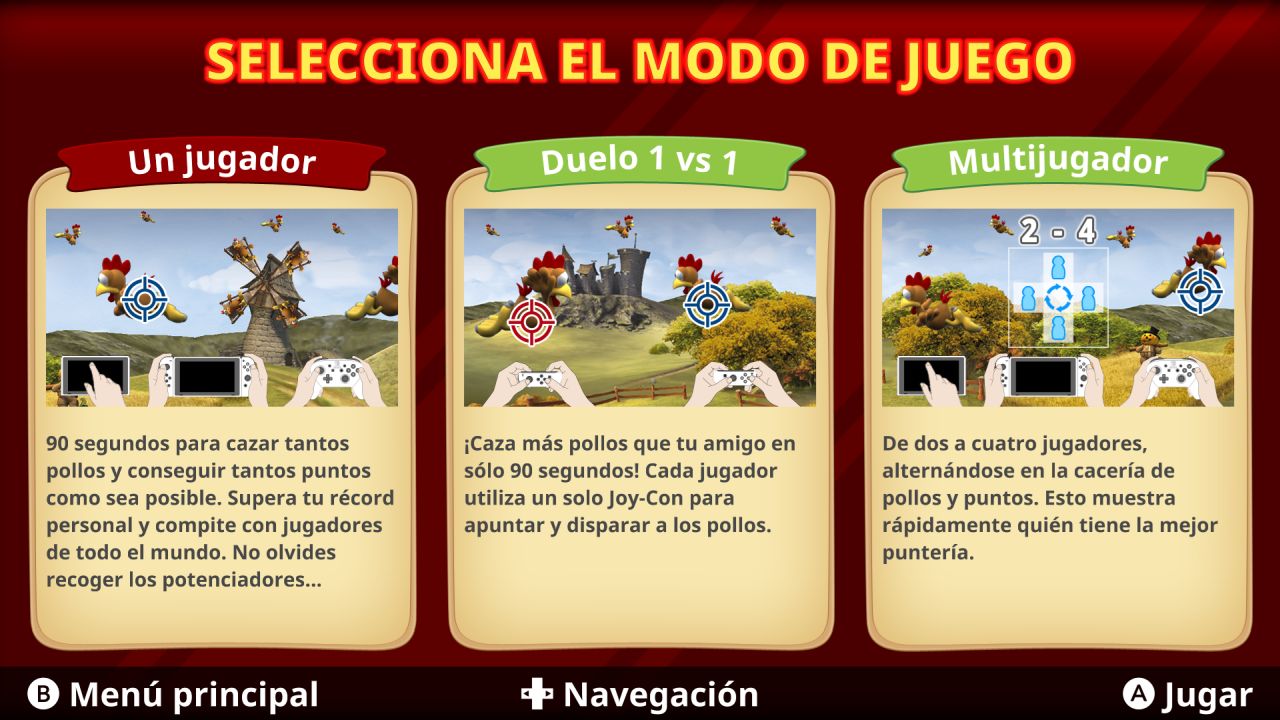 SELECCIONA EL MODO DE JUEGO
Un jugador
90 segundos para cazar tantos
pollos y conseguir tantos puntos
como sea posible. Supera tu récord
personal y compite con jugadores
de todo el mundo. No olvides
recoger los potenciadores...
Duelo 1 vs 1
¡Caza más pollos que tu amigo en
sólo 90 segundos! Cada jugador
utiliza un solo Joy-Con para
apuntar y disparar a los pollos.
Multijugador
2 - 4
De dos a cuatro jugadores,
alternándose en la cacería de
pollos y puntos. Esto muestra
rápidamente quién tiene la mejor
puntería.
B Menú principal
Navegación
A Jugar